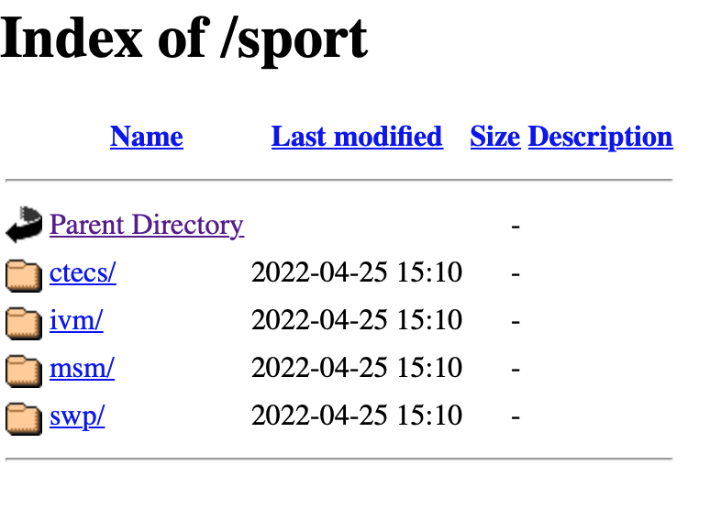 Index of /sport
Name Last modified Size Description
Parent Directory -
ctecs/ 2022-04-25 15:10 -
ivm/ 2022-04-25 15:10 -
msm/ 2022-04-25 15:10 -
swp/ 2022-04-25 15:10 -